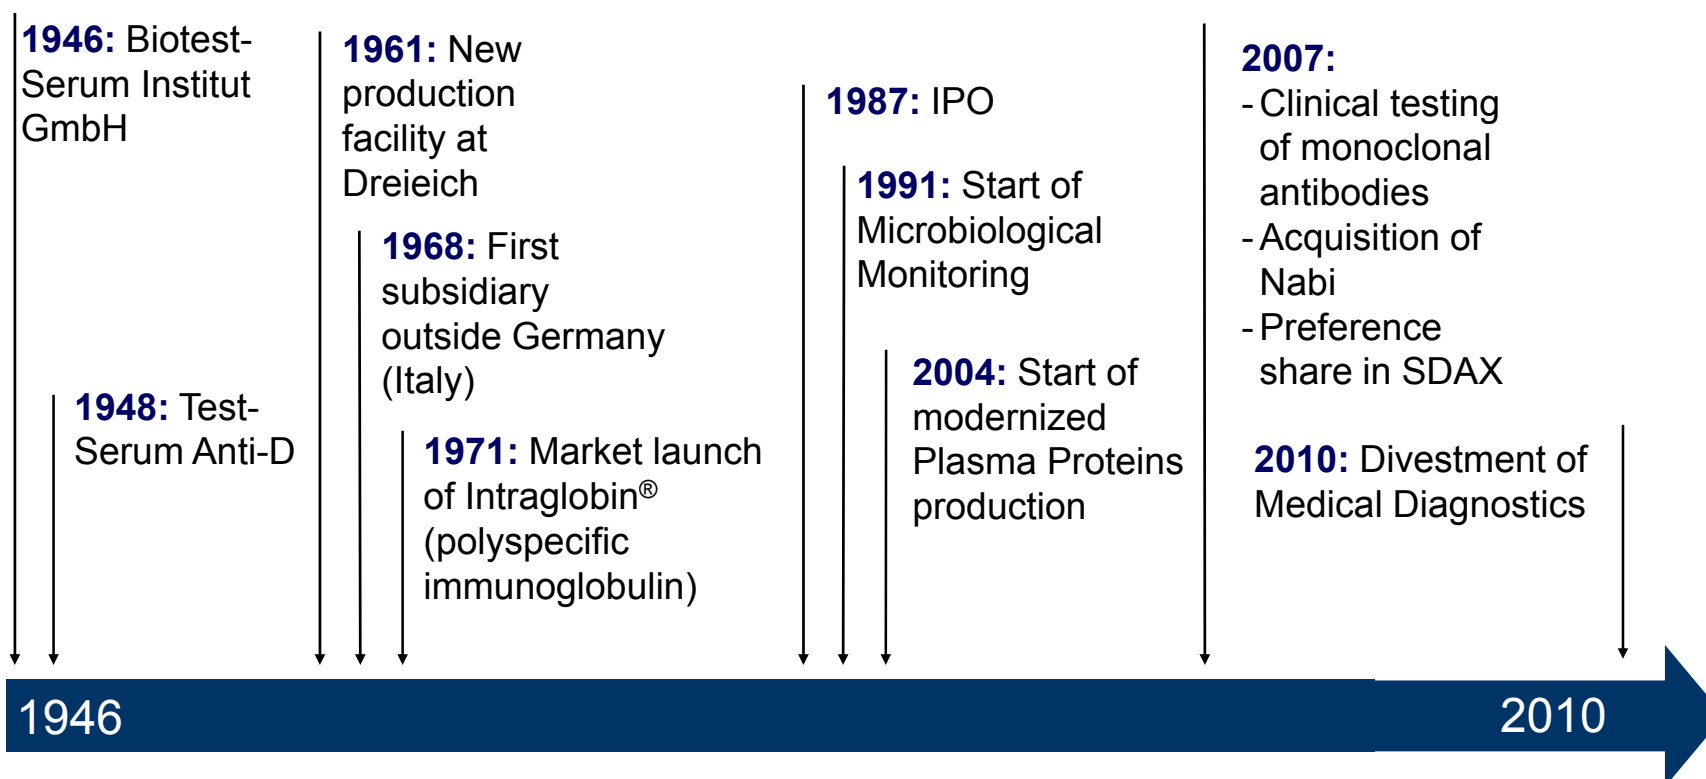 1946: Biotest-
Serum Institut
GmbH
1948: Test-
Serum Anti-D
1961: New
production
facility at
Dreieich
1968: First
subsidiary
outside Germany
(Italy)
1971: Market launch
of Intraglobin®
(polyspecific
immunoglobulin)
1987: IPO
1991: Start of
Microbiological
Monitoring
2004: Start of
modernized
Plasma Proteins
production
2007:
- Clinical testing
of monoclonal
antibodies
- Acquisition of
Nabi
- Preference
share in SDAX
2010: Divestment of
Medical Diagnostics
1946
2010